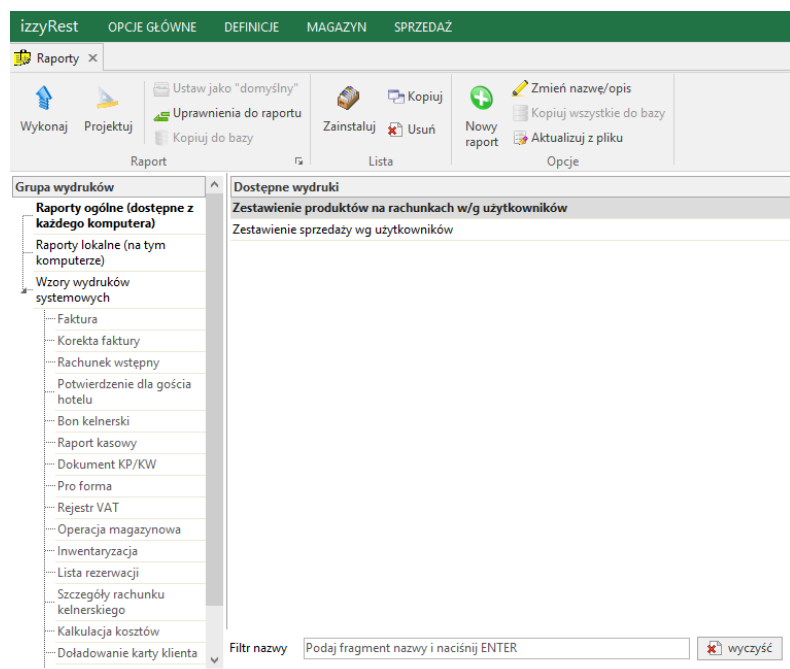 izzyRest OPCJE GŁÓWNE DEFINICJE MAGAZYN SPRZEDAŻ
Raporty ×
Wykonaj
Projektuj
Ustaw jako "domyślny"
Uprawnienia do raportu
Kopiuj do bazy
Raport
Zainstaluj
Kopiuj
Usuń
Lista
Nowy
raport
Zmień nazwę/opis
Kopiuj wszystkie do bazy
Aktualizuj z pliku
Opcje
Grupa wydruków
Raporty ogólne (dostępne z
każdego komputera)
Raporty lokalne (na tym
komputerze)
Wzory wydruków
systemowych
Faktura
Korekta faktury
Rachunek wstępny
Potwierdzenie dla gościa
hotelu
Bon kelnerski
Raport kasowy
Dokument KP/KW
Pro forma
Rejestr VAT
Operacja magazynowa
Inwentaryzacja
Lista rezerwacji
Szczegóły rachunku
kelnerskiego
Kalkulacja kosztów
Doładowanie karty klienta
Dostępne wydruki
Zestawienie produktów na rachunkach w/g użytkowników
Zestawienie sprzedaży wg użytkowników
Filtr nazwy Podaj fragment nazwy i naciśnij ENTER wyczyść